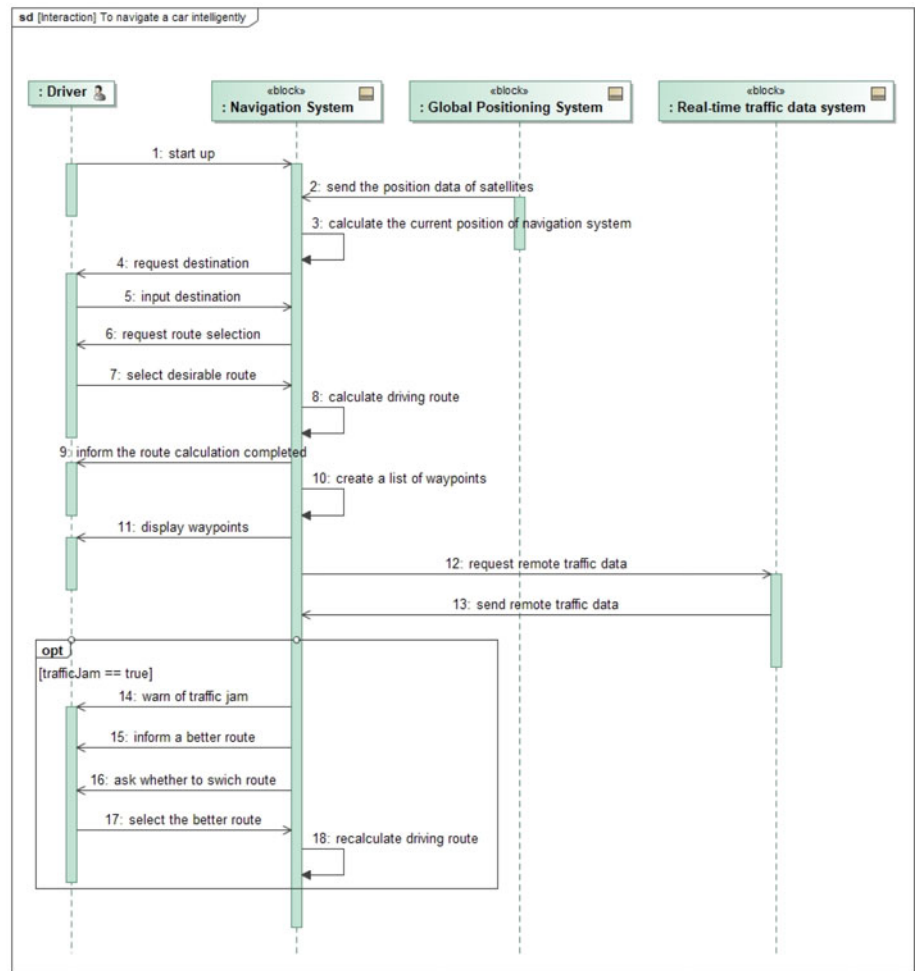 sd [Interaction] To navigate a car intelligently
: Driver
«block»
: Navigation System
«block»
: Global Positioning System
«block»
: Real-time traffic data system
1: start up
2: send the position data of satellites
3: calculate the current position of navigation system
4: request destination
5: input destination
6: request route selection
7: select desirable route
8: calculate driving route
9: inform the route calculation completed
10: create a list of waypoints
11: display waypoints
12: request remote traffic data
13: send remote traffic data
opt
[trafficJam == true]
14: warn of traffic jam
15: inform a better route
16: ask whether to swich route
17: select the better route
18: recalculate driving route